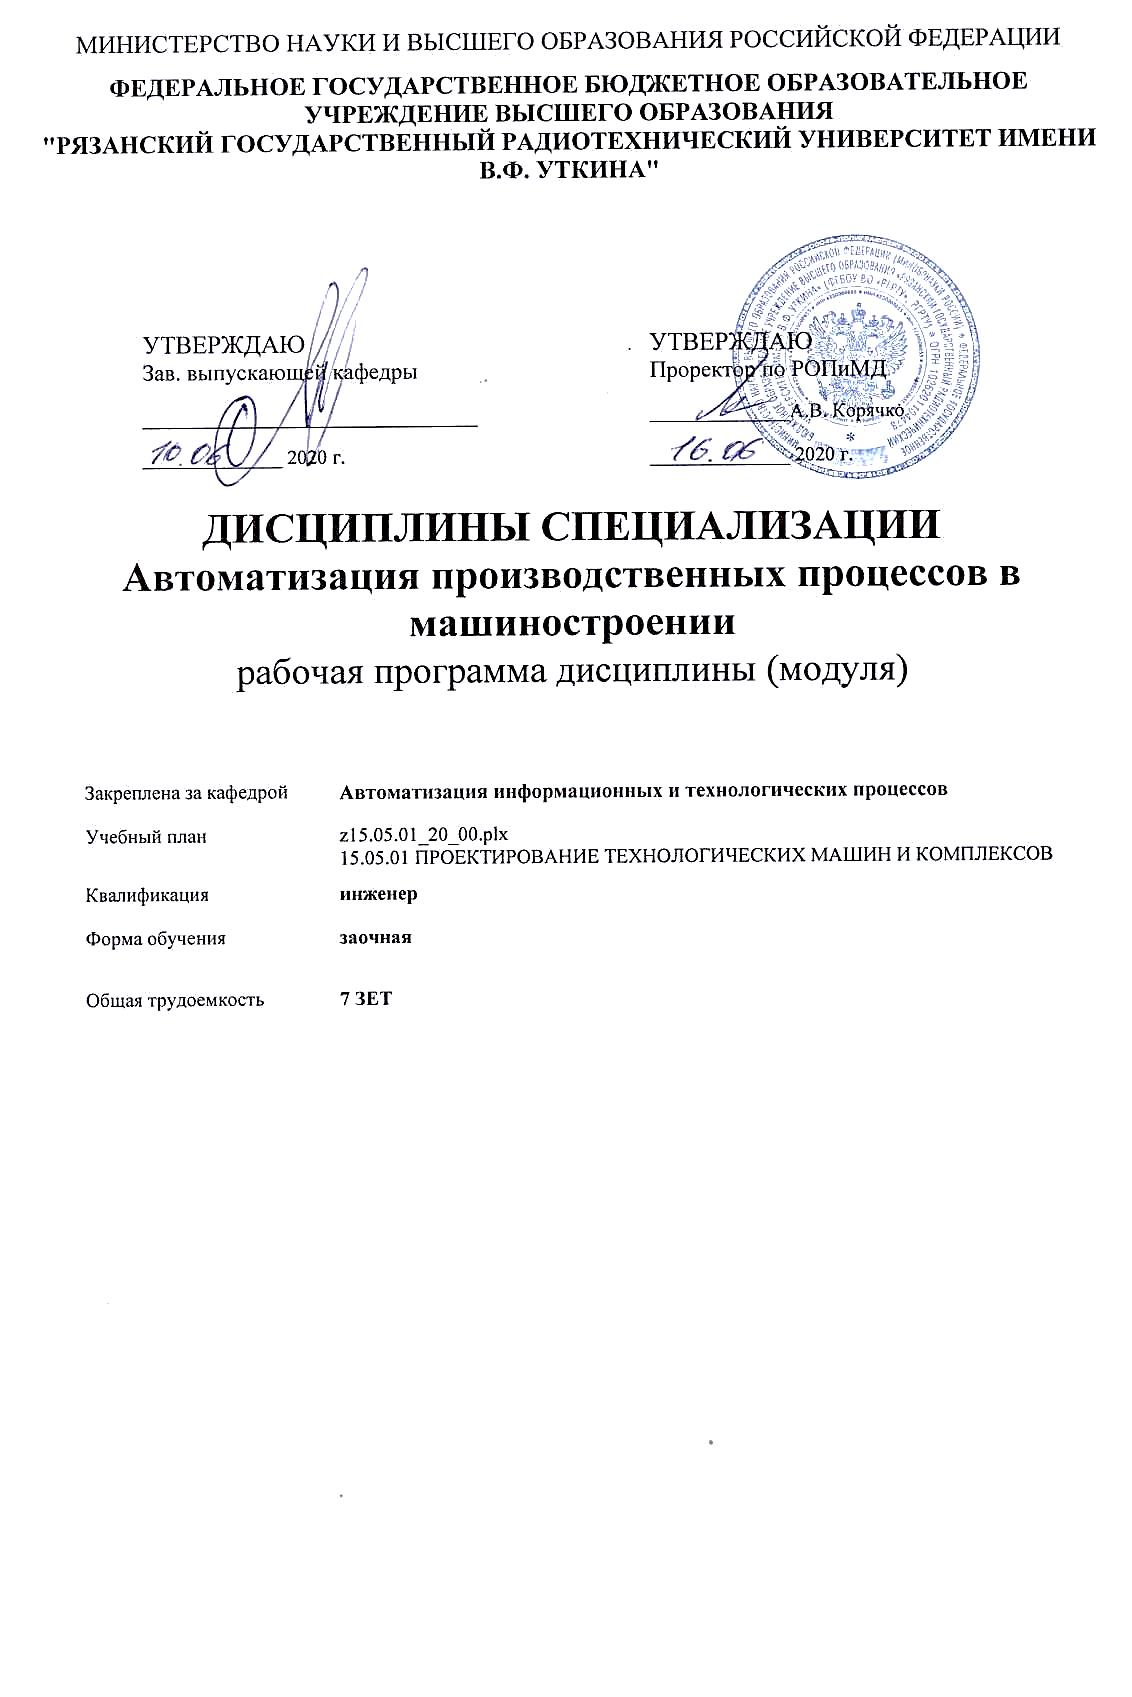 МИНИСТЕРСТВО НАУКИ И ВЫСШЕГО ОБРАЗОВАНИЯ РОССИЙСКОЙ ФЕДЕРАЦИИ
ФЕДЕРАЛЬНОЕ ГОСУДАРСТВЕННОЕ БЮДЖЕТНОЕ ОБРАЗОВАТЕЛЬНОЕ
УЧРЕЖДЕНИЕ ВЫСШЕГО ОБРАЗОВАНИЯ
"РЯЗАНСКИЙ ГОСУДАРСТВЕННЫЙ РАДИОТЕХНИЧЕСКИЙ УНИВЕРСИТЕТ ИМЕНИ
В.Ф. УТКИНА"
УТВЕРЖДАЮ
Зав. выпускающей кафедры
10.06 2020 г.
УТВЕРЖДАЮ
Проректор по РОПиМД
А.В. Корячко
16.06 2020 г.
ДИСЦИПЛИНЫ СПЕЦИАЛИЗАЦИИ
Автоматизация производственных процессов в
машиностроении
рабочая программа дисциплины (модуля)
Закреплена за кафедрой Автоматизация информационных и технологических процессов
Учебный план z15.05.01_20_00.plx
15.05.01 ПРОЕКТИРОВАНИЕ ТЕХНОЛОГИЧЕСКИХ МАШИН И КОМПЛЕКСОВ
Квалификация инженер
Форма обучения заочная
Общая трудоемкость 7 ЗЕТ